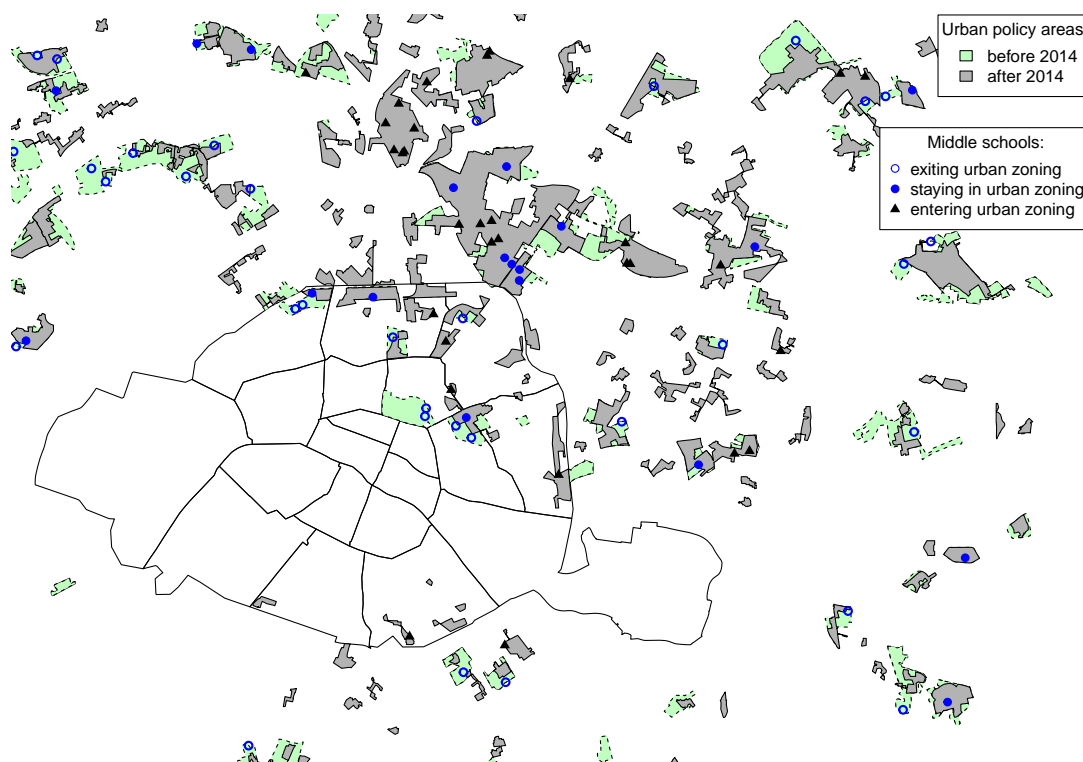 Urban policy areas
before 2014
after 2014
Middle schools:
exiting urban zoning
staying in urban zoning
entering urban zoning